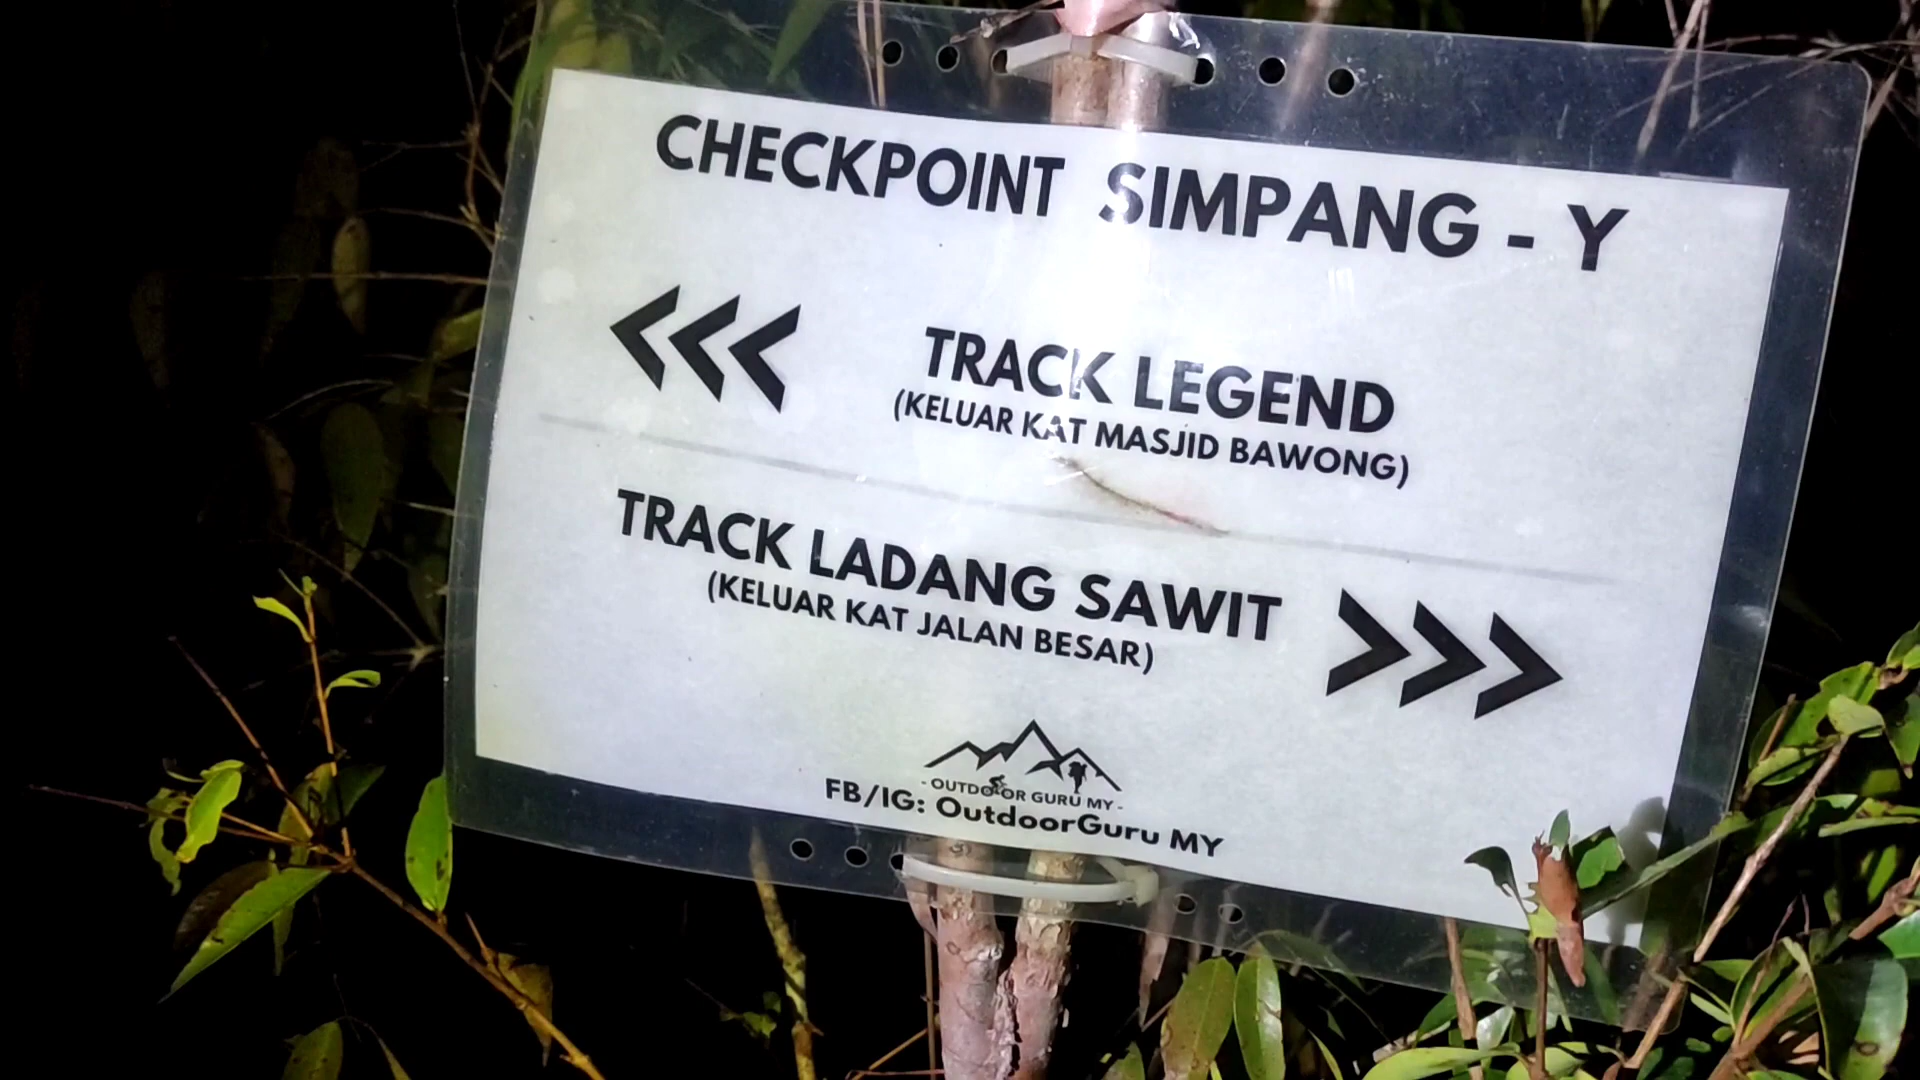 CHECKPOINT SIMPANG - Y
TRACK LEGEND
(KELUAR KAT MASJID BAWONG)
TRACK LADANG SAWIT
(KELUAR KAT JALAN BESAR)
- OUTDOOR GURU MY -
FB/IG: OutdoorGuru MY